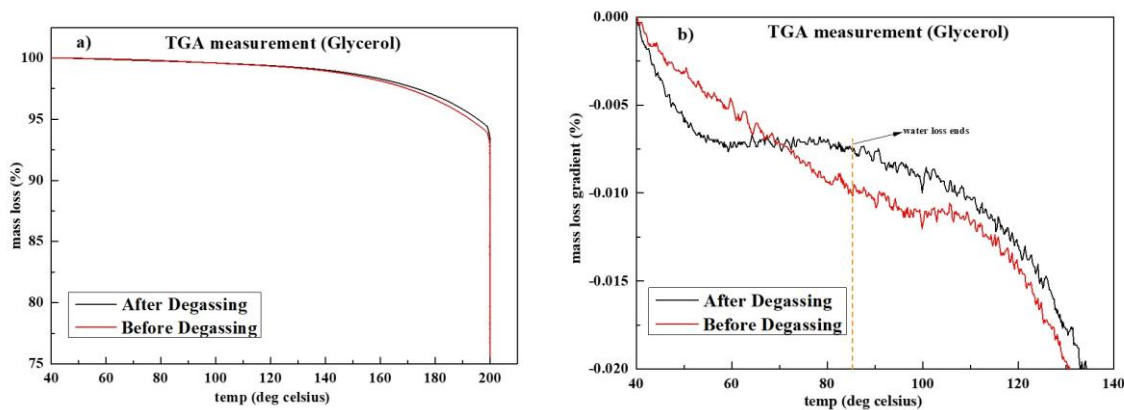 a)
TGA measurement (Glycerol)
100
95
90
85
80
75
mass loss (%)
After Degassing
Before Degassing
40 60 80 100 120 140 160 180 200
temp (deg celsius)
b)
TGA measurement (Glycerol)
0.000
-0.005
-0.010
-0.015
-0.020
mass loss gradient (%)
water loss ends
After Degassing
Before Degassing
40 60 80 100 120 140
temp (deg celsius)